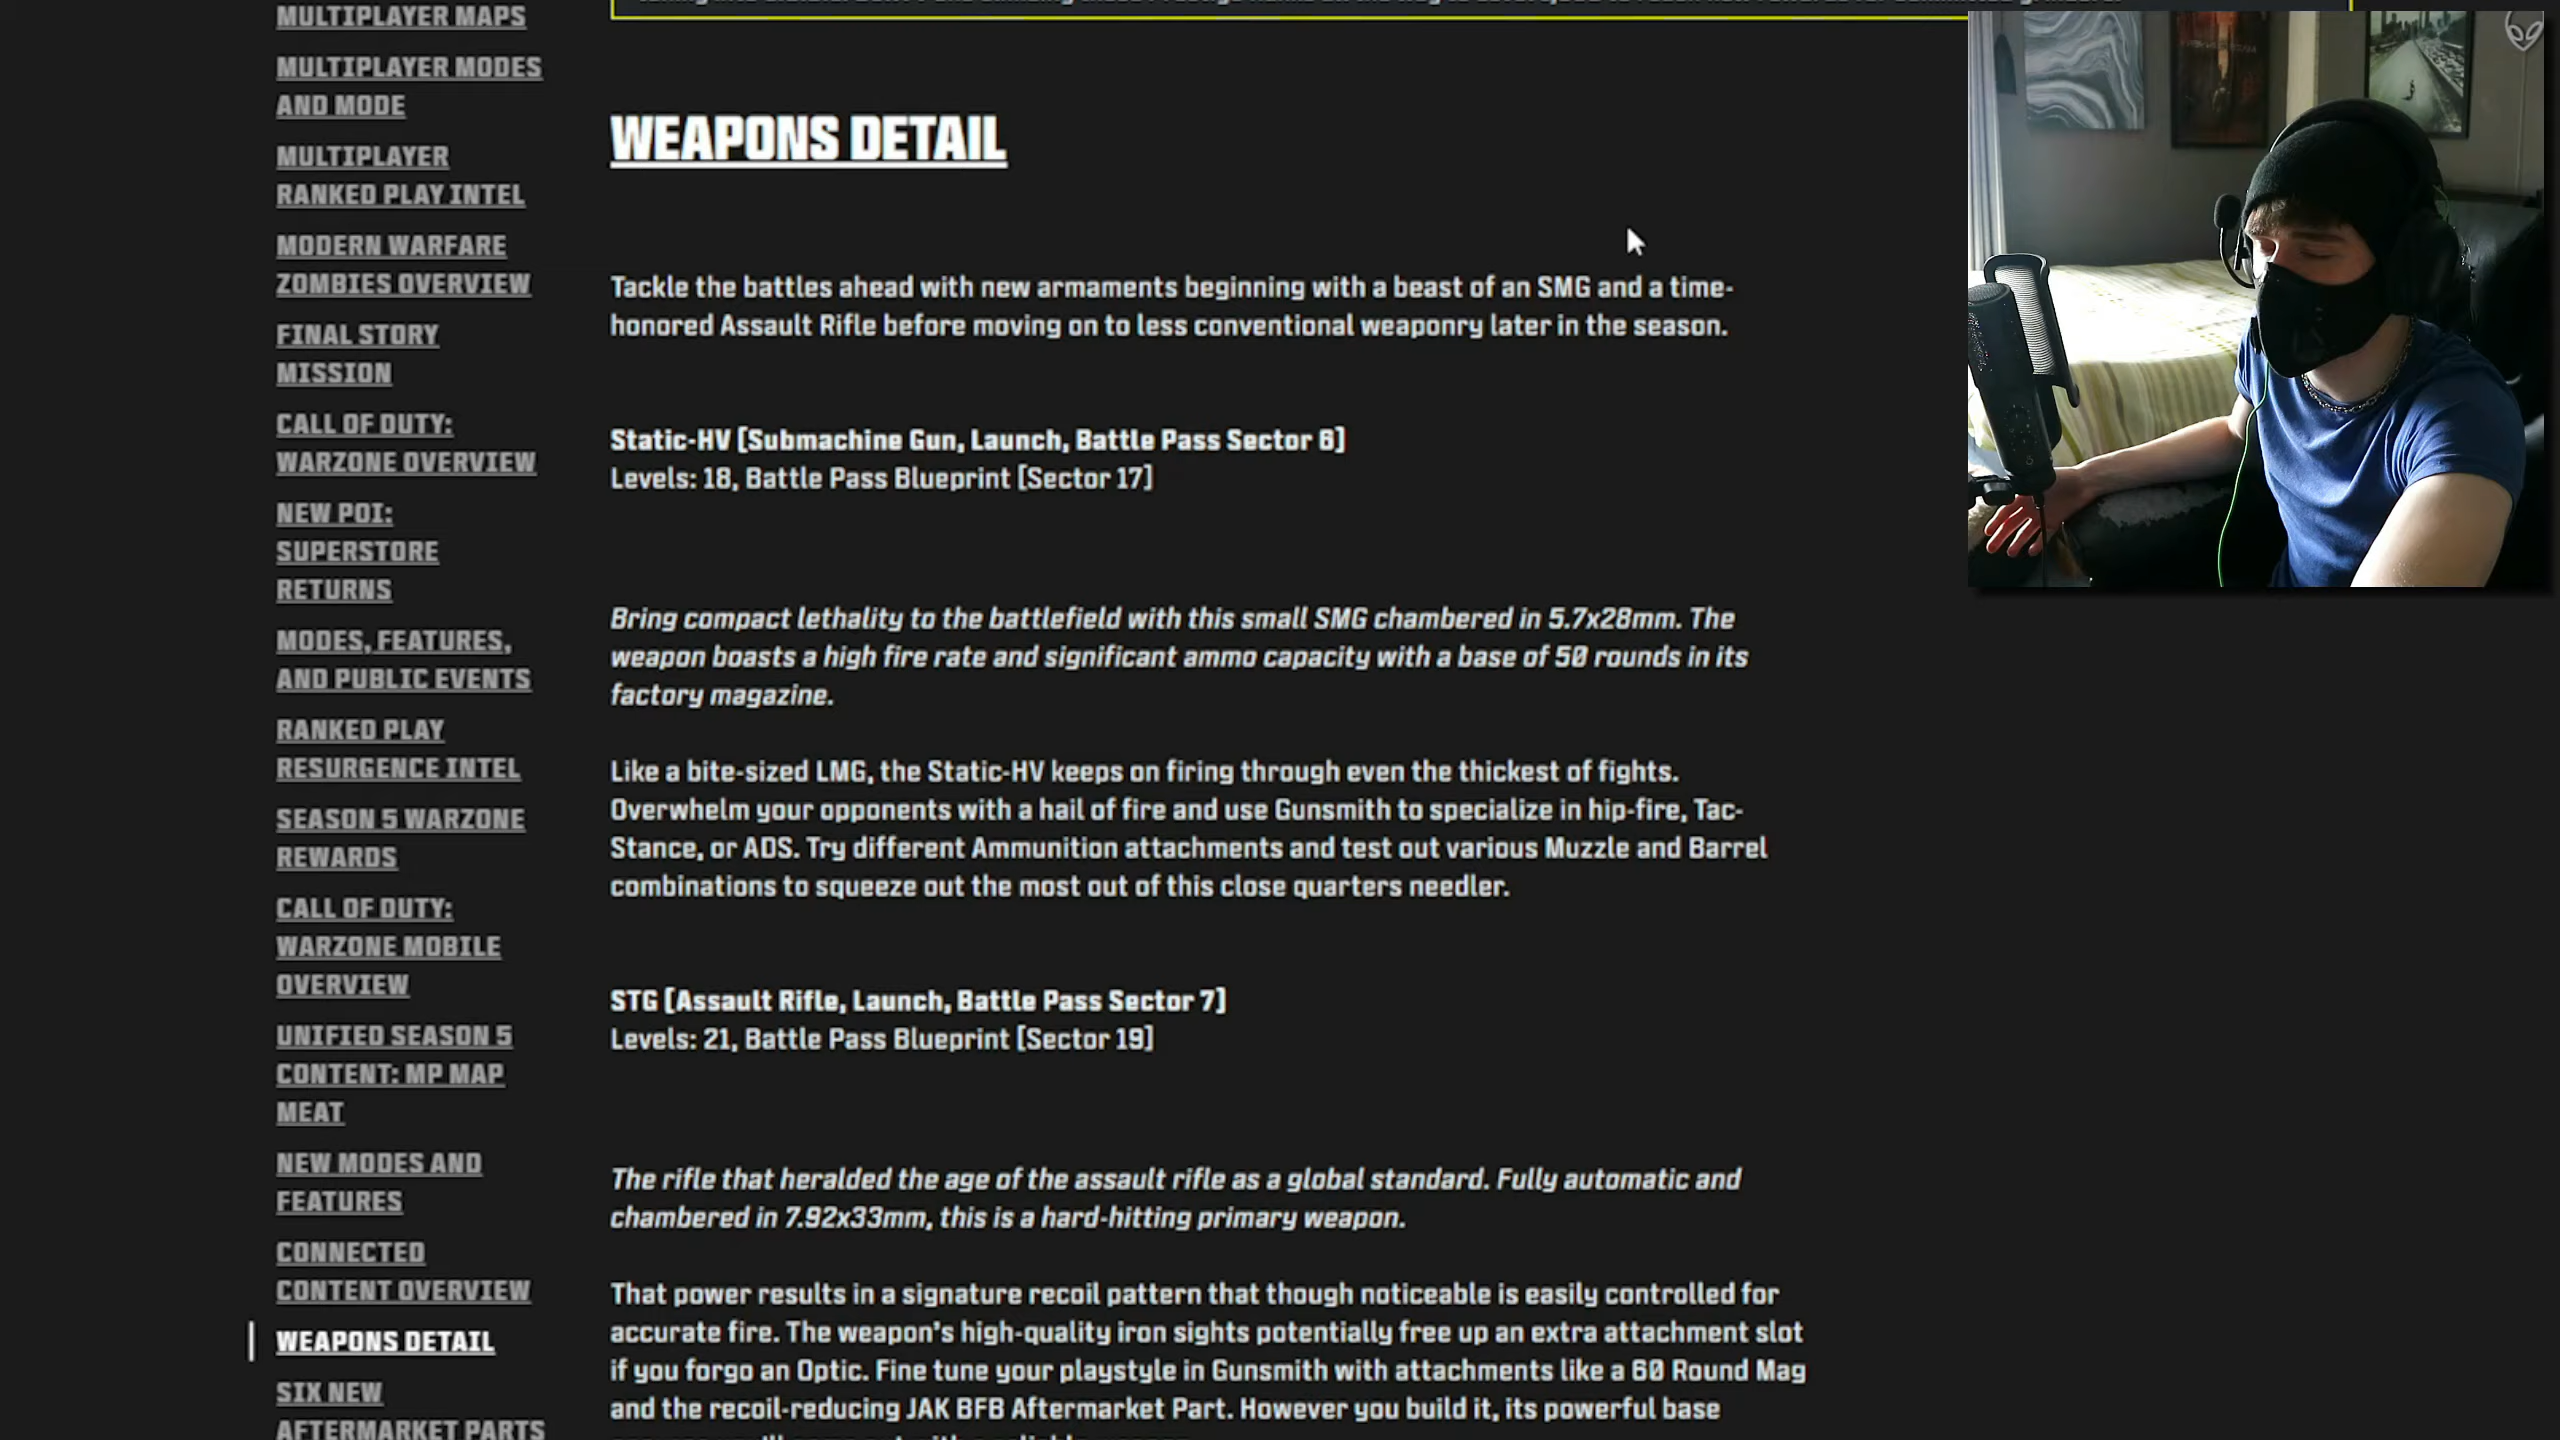 MULTIPLAYER MAPS
MULTIPLAYER MODES
AND MODE
MULTIPLAYER
RANKED PLAY INTEL
MODERN WARFARE
ZOMBIES OVERVIEW
FINAL STORY
MISSION
CALL OF DUTY:
WARZONE OVERVIEW
NEW POI:
SUPERSTORE
RETURNS
MODES, FEATURES,
AND PUBLIC EVENTS
RANKED PLAY
RESURGENCE INTEL
SEASON 5 WARZONE
REWARDS
CALL OF DUTY:
WARZONE MOBILE
OVERVIEW
UNIFIED SEASON 5
CONTENT: MP MAP
MEAT
NEW MODES AND
FEATURES
CONNECTED
CONTENT OVERVIEW
WEAPONS DETAIL
SIX NEW
AFTERMARKET PARTS
WEAPONS DETAIL
Tackle the battles ahead with new armaments beginning with a beast of an SMG and a time-
honored Assault Rifle before moving on to less conventional weaponry later in the season.
Static-HV [Submachine Gun, Launch, Battle Pass Sector 6]
Levels: 18, Battle Pass Blueprint [Sector 17]
Bring compact lethality to the battlefield with this small SMG chambered in 5.7x28mm. The
weapon boasts a high fire rate and significant ammo capacity with a base of 50 rounds in its
factory magazine.
Like a bite-sized LMG, the Static-HV keeps on firing through even the thickest of fights.
Overwhelm your opponents with a hail of fire and use Gunsmith to specialize in hip-fire, Tac-
Stance, or ADS. Try different Ammunition attachments and test out various Muzzle and Barrel
combinations to squeeze out the most out of this close quarters needler.
STG [Assault Rifle, Launch, Battle Pass Sector 7]
Levels: 21, Battle Pass Blueprint [Sector 19]
The rifle that heralded the age of the assault rifle as a global standard. Fully automatic and
chambered in 7.92x33mm, this is a hard-hitting primary weapon.
That power results in a signature recoil pattern that though noticeable is easily controlled for
accurate fire. The weapon's high-quality iron sights potentially free up an extra attachment slot
if you forgo an Optic. Fine tune your playstyle in Gunsmith with attachments like a 60 Round Mag
and the recoil-reducing JAK BFB Aftermarket Part. However you build it, its powerful base